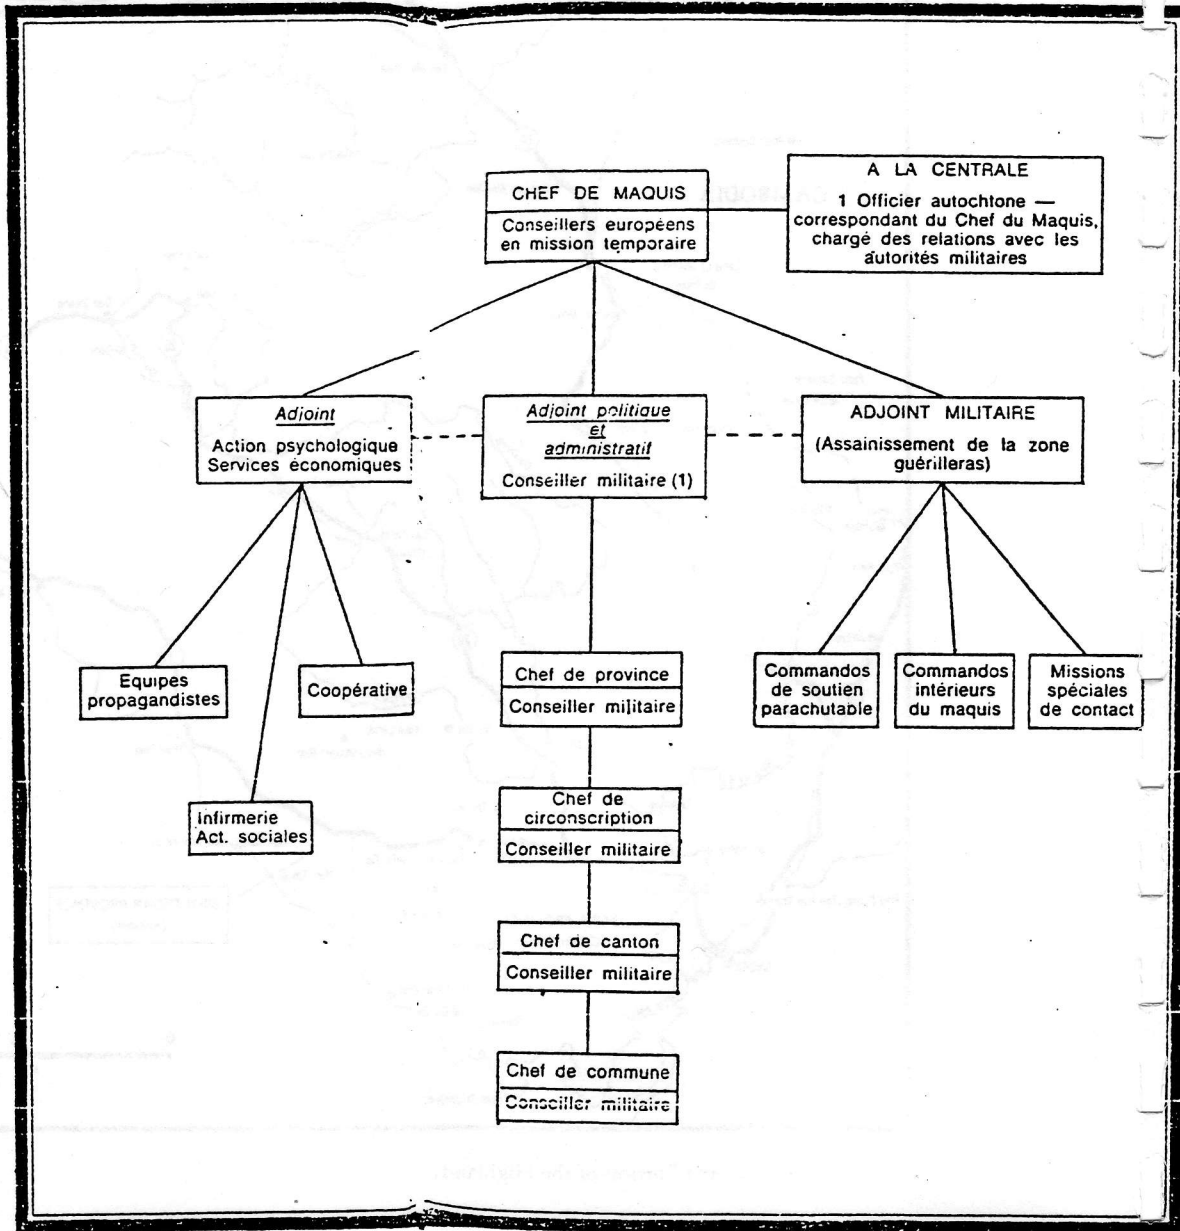 CHEF DE MAQUIS
Conseillers européens
en mission temporaire
A LA CENTRALE
1 Officier autochtone —
correspondant du Chef du Maquis,
chargé des relations avec les
autorités militaires
Adjoint
Action psychologique
Services économiques
Adjoint politique
et
administratif
Conseiller militaire (1)
ADJOINT MILITAIRE
(Assainissement de la zone
guérilleras)
Equipes
propagandistes
Coopérative
Infirmerie
Act. sociales
Chef de province
Conseiller militaire
Chef de
circonscription
Conseiller militaire
Chef de canton
Conseiller militaire
Chef de commune
Conseiller militaire
Commandos
de soutien
parachutable
Commandos
intérieurs
du maquis
Missions
spéciales
de contact